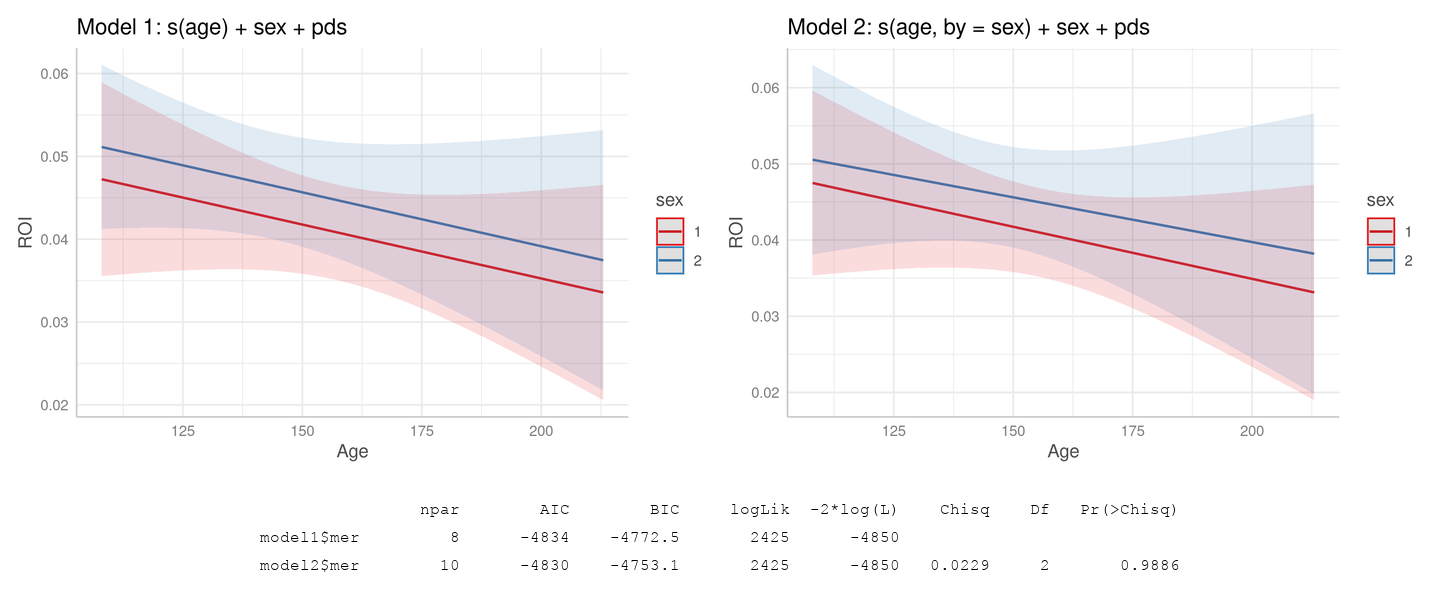 Model 1: s(age) + sex + pds
0.06
0.05
0.04
0.03
0.02
ROI
125 150 175 200
Age
sex
1
2
Model 2: s(age, by = sex) + sex + pds
0.06
0.05
0.04
0.03
0.02
ROI
125 150 175 200
Age
sex
1
2
npar AIC BIC logLik -2*log(L) Chisq Df Pr(>Chisq)
model1$mer 8 -4834 -4772.5 2425 -4850
model2$mer 10 -4830 -4753.1 2425 -4850 0.0229 2 0.9886